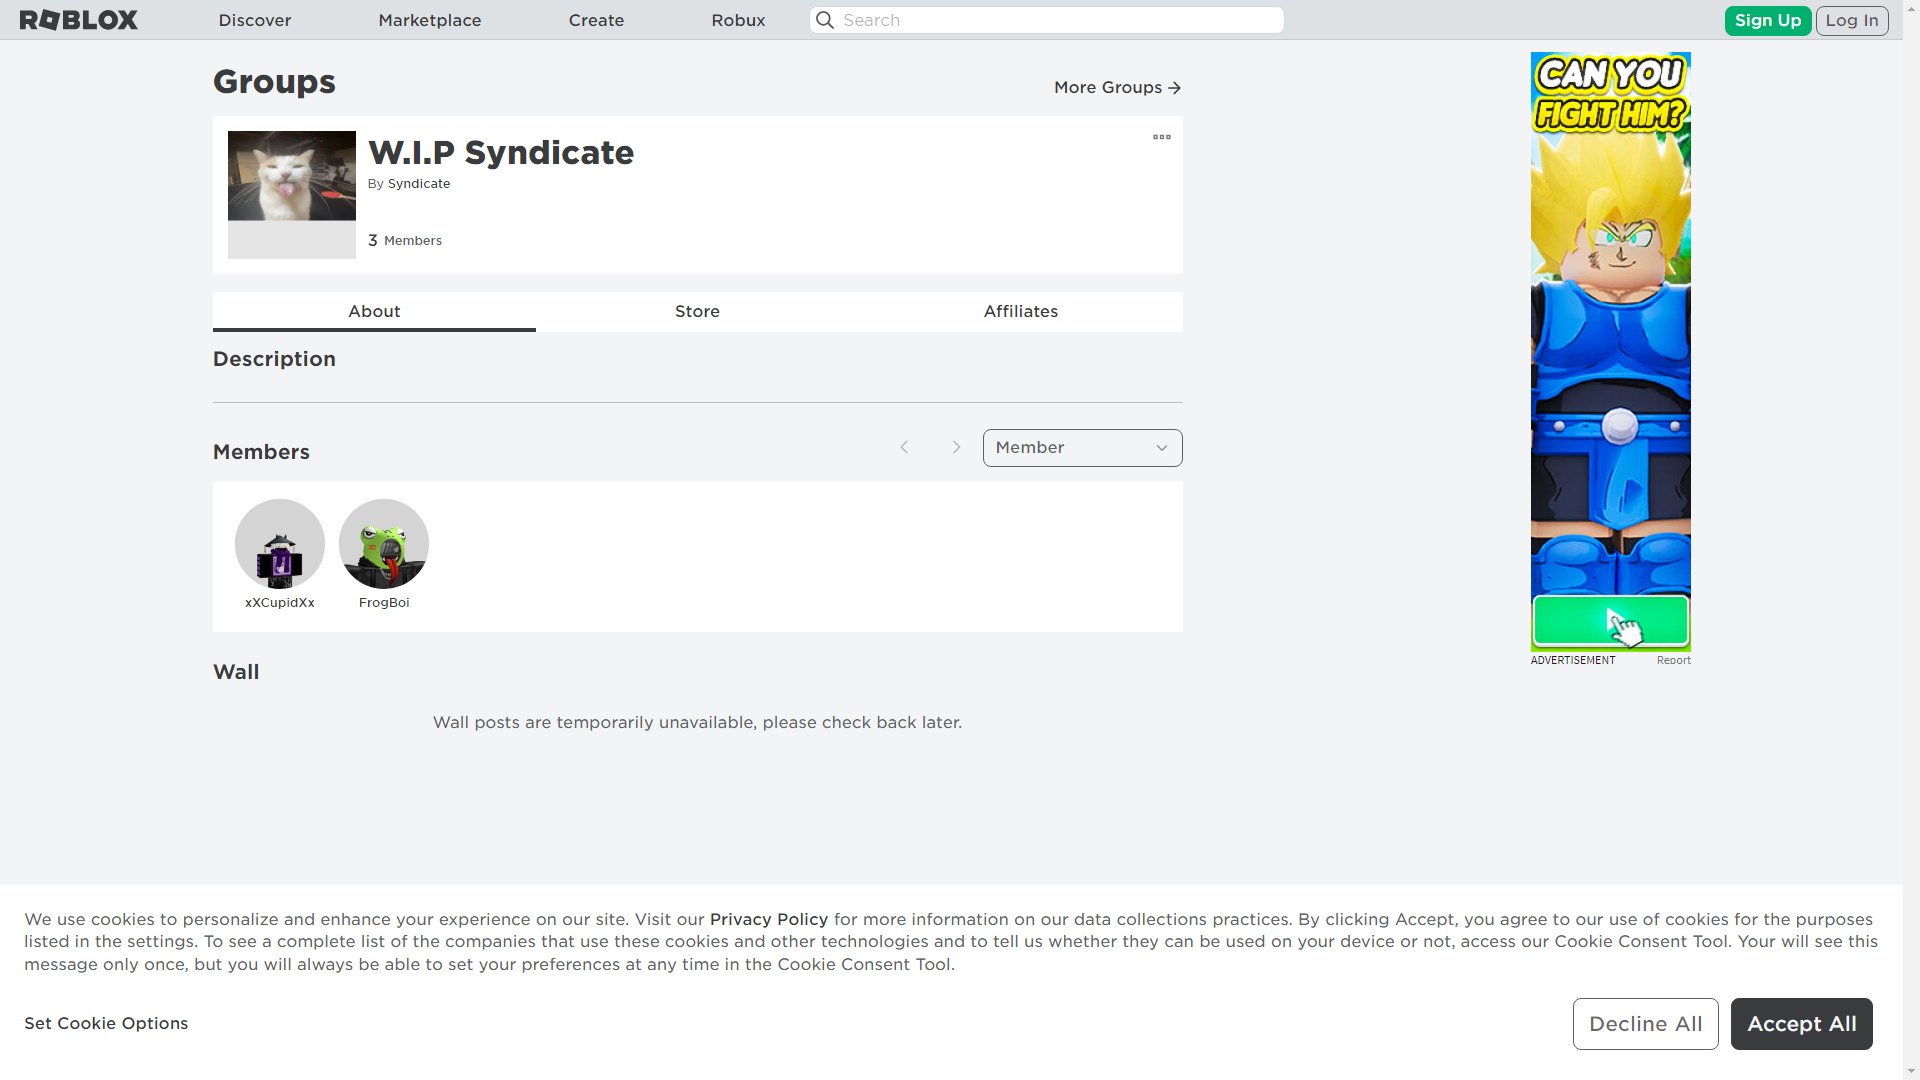 ROBLOX
Discover
Marketplace
Create
Robux
Search
Sign Up
Log In
Groups
More Groups
W.I.P Syndicate
By Syndicate
3 Members
About
Store
Affiliates
Description
Members
Member
xXCupidXx
FrogBoi
Wall
Wall posts are temporarily unavailable, please check back later.
CAN YOU
FIGHT HIM?
ADVERTISEMENT
Report
We use cookies to personalize and enhance your experience on our site. Visit our Privacy Policy for more information on our data collections practices. By clicking Accept, you agree to our use of cookies for the purposes
listed in the settings. To see a complete list of the companies that use these cookies and other technologies and to tell us whether they can be used on your device or not, access our Cookie Consent Tool. Your will see this
message only once, but you will always be able to set your preferences at any time in the Cookie Consent Tool.
Set Cookie Options
Decline All
Accept All